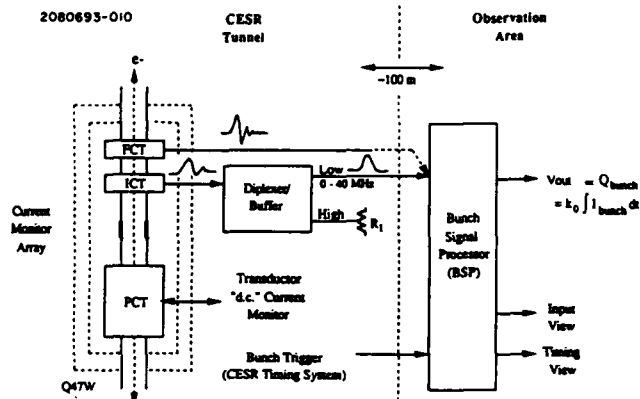 2080693-010
CESR
Tunnel
Observation
Area
e-
~100 m
FCT
ICT
Low
0 - 40 MHz
Diplexer/
Buffer
High
R1
Current
Monitor
Array
PCT
Transductor
"d.c." Current
Monitor
Bunch Trigger
(CESR Timing System)
Bunch
Signal
Processor
(BSP)
Vout ∝ Qbunch
= k0 ∫ Ibunch dt
Input
View
Timing
View
Q47W